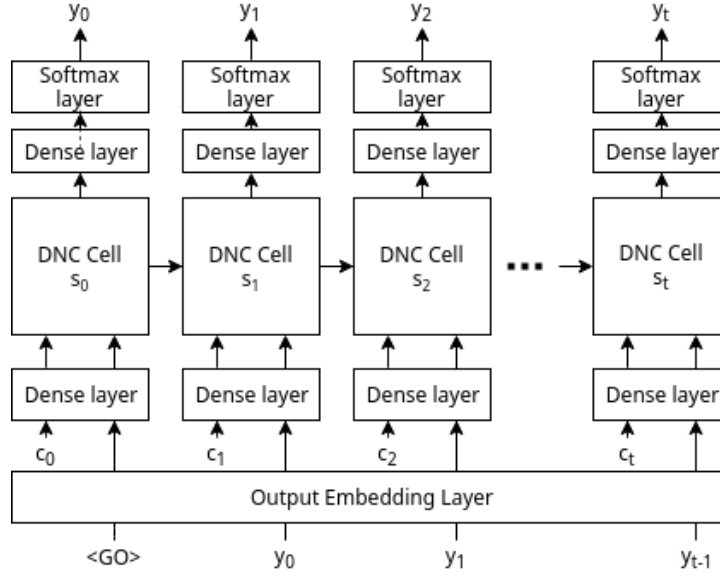 y0 y1 y2 yt
Softmax layer Softmax layer Softmax layer Softmax layer
Dense layer Dense layer Dense layer Dense layer
DNC Cell s0 DNC Cell s1 DNC Cell s2 ... DNC Cell st
Dense layer Dense layer Dense layer Dense layer
c0 c1 c2 ct
Output Embedding Layer
<GO> y0 y1 yt-1